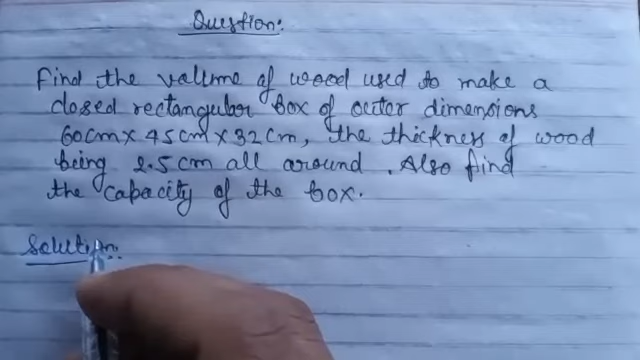 Question:
Find the volume of wood used to make a
closed rectangular box of outer dimensions
60cm × 45cm × 32cm, the thickness of wood
being 2.5cm all around. Also find
the capacity of the box.
Solution: